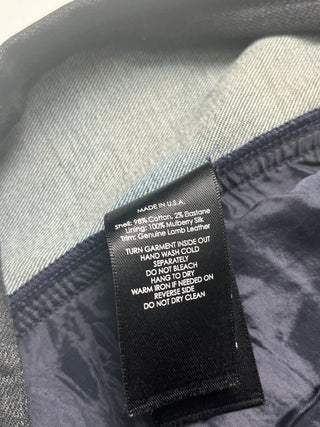 MADE IN U.S.A.
Shell: 98% Cotton, 2% Elastane
Lining: 100% Mulberry Silk
Trim: Genuine Lamb Leather
TURN GARMENT INSIDE OUT
HAND WASH COLD
SEPARATELY
DO NOT BLEACH
HANG TO DRY
WARM IRON IF NEEDED ON
REVERSE SIDE
DO NOT DRY CLEAN